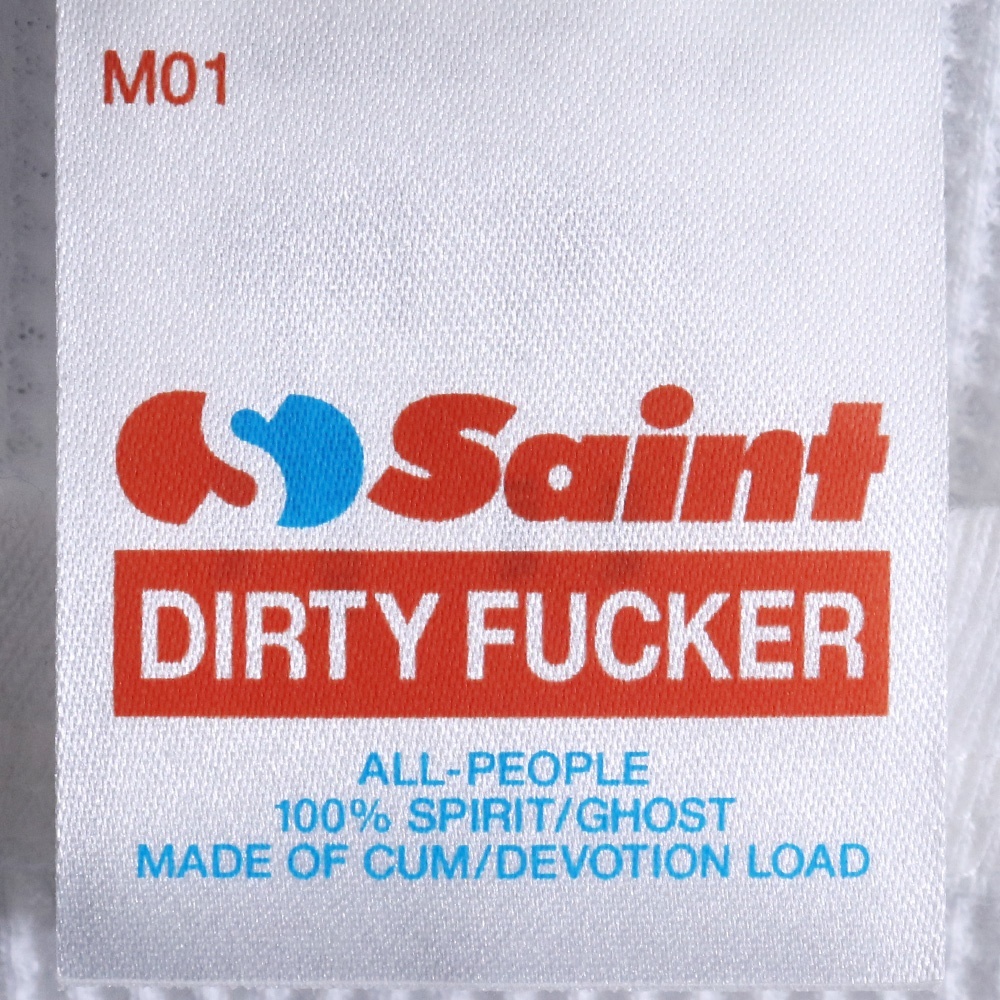 M01
Saint
DIRTY FUCKER
ALL-PEOPLE
100% SPIRIT/GHOST
MADE OF CUM/DEVOTION LOAD